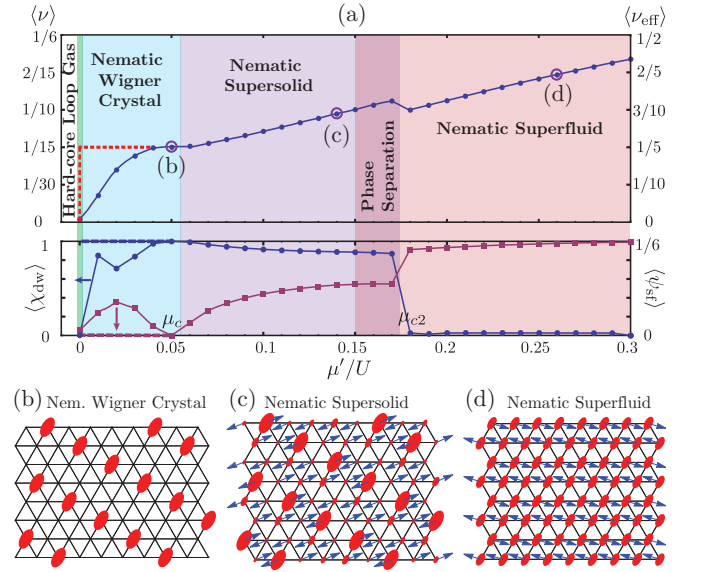 ⟨ν⟩ (a) ⟨ν_eff⟩
1/6 1/2
2/15 2/5
1/10 3/10
1/15 1/5
1/30 1/10
0 0
Hard-core Loop Gas
Nematic
Wigner
Crystal
Nematic
Supersolid
Phase
Separation
Nematic Superfluid
(b)
(c)
(d)
1 1/6
⟨χ_dw⟩ ⟨ψ_sf⟩
μ_c μ_c2
0 0
0 0.05 0.1 0.15 0.2 0.25 0.3
μ′/U
(b) Nem. Wigner Crystal
(c) Nematic Supersolid
(d) Nematic Superfluid